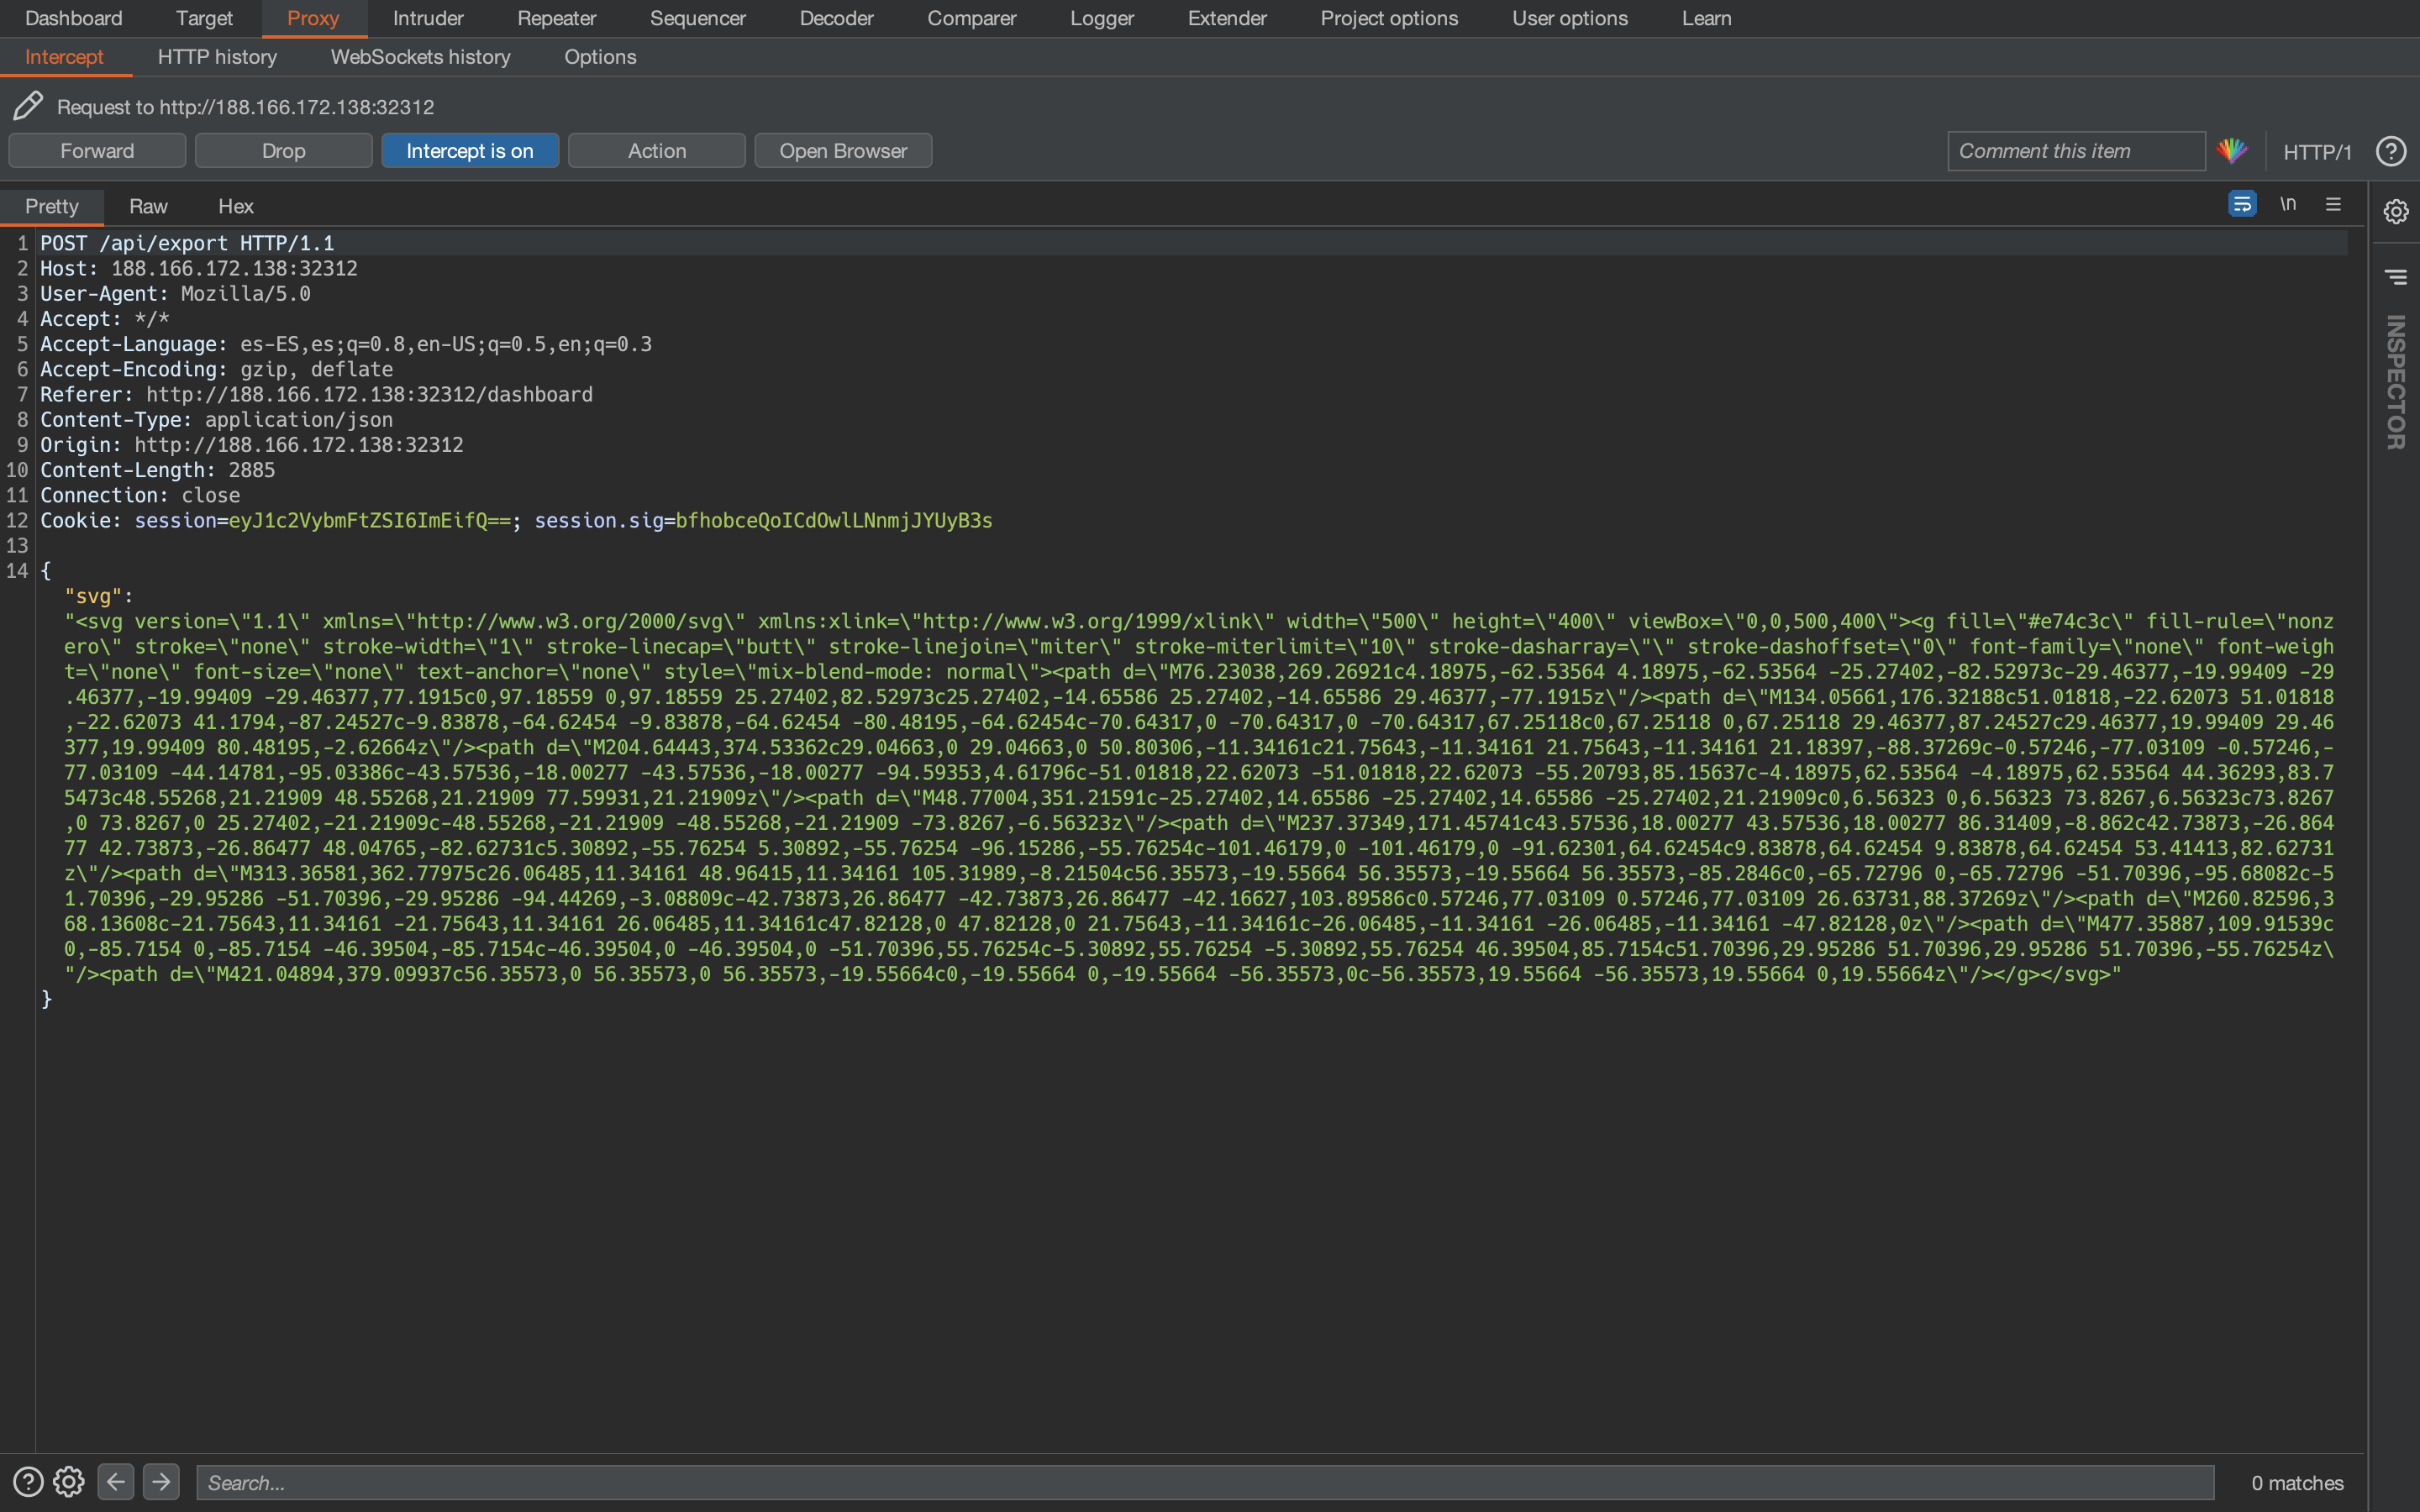 Dashboard Target Proxy Intruder Repeater Sequencer Decoder Comparer Logger Extender Project options User options Learn
Intercept HTTP history WebSockets history Options
Request to http://188.166.172.138:32312
Forward Drop Intercept is on Action Open Browser Comment this item HTTP/1 ?
Pretty Raw Hex \n
INSPECTOR
1 POST /api/export HTTP/1.1
2 Host: 188.166.172.138:32312
3 User-Agent: Mozilla/5.0
4 Accept: */*
5 Accept-Language: es-ES,es;q=0.8,en-US;q=0.5,en;q=0.3
6 Accept-Encoding: gzip, deflate
7 Referer: http://188.166.172.138:32312/dashboard
8 Content-Type: application/json
9 Origin: http://188.166.172.138:32312
10 Content-Length: 2885
11 Connection: close
12 Cookie: session=eyJ1c2VybmFtZSI6ImEifQ==; session.sig=bfhobceQoICdOwlLNnmjJYUyB3s
13
14 {
"svg":
"<svg version=\"1.1\" xmlns=\"http://www.w3.org/2000/svg\" xmlns:xlink=\"http://www.w3.org/1999/xlink\" width=\"500\" height=\"400\" viewBox=\"0,0,500,400\"><g fill=\"#e74c3c\" fill-rule=\"nonz
ero\" stroke=\"none\" stroke-width=\"1\" stroke-linecap=\"butt\" stroke-linejoin=\"miter\" stroke-miterlimit=\"10\" stroke-dasharray=\"\" stroke-dashoffset=\"0\" font-family=\"none\" font-weigh
t=\"none\" font-size=\"none\" text-anchor=\"none\" style=\"mix-blend-mode: normal\"><path d=\"M76.23038,269.26921c4.18975,-62.53564 4.18975,-62.53564 -25.27402,-82.52973c-29.46377,-19.99409 -29
.46377,-19.99409 -29.46377,77.1915c0,97.18559 0,97.18559 25.27402,82.52973c25.27402,-14.65586 25.27402,-14.65586 29.46377,-77.1915z\"/><path d=\"M134.05661,176.32188c51.01818,-22.62073 51.01818
,-22.62073 41.1794,-87.24527c-9.83878,-64.62454 -9.83878,-64.62454 -80.48195,-64.62454c-70.64317,0 -70.64317,0 -70.64317,67.25118c0,67.25118 0,67.25118 29.46377,87.24527c29.46377,19.99409 29.46
377,19.99409 80.48195,-2.62664z\"/><path d=\"M204.64443,374.53362c29.04663,0 29.04663,0 50.80306,-11.34161c21.75643,-11.34161 21.75643,-11.34161 21.18397,-88.37269c-0.57246,-77.03109 -0.57246,-
77.03109 -44.14781,-95.03386c-43.57536,-18.00277 -43.57536,-18.00277 -94.59353,4.61796c-51.01818,22.62073 -51.01818,22.62073 -55.20793,85.15637c-4.18975,62.53564 -4.18975,62.53564 44.36293,83.7
5473c48.55268,21.21909 48.55268,21.21909 77.59931,21.21909z\"/><path d=\"M48.77004,351.21591c-25.27402,14.65586 -25.27402,14.65586 -25.27402,21.21909c0,6.56323 0,6.56323 73.8267,6.56323c73.8267
,0 73.8267,0 25.27402,-21.21909c-48.55268,-21.21909 -48.55268,-21.21909 -73.8267,-6.56323z\"/><path d=\"M237.37349,171.45741c43.57536,18.00277 43.57536,18.00277 86.31409,-8.862c42.73873,-26.864
77 42.73873,-26.86477 48.04765,-82.62731c5.30892,-55.76254 5.30892,-55.76254 -96.15286,-55.76254c-101.46179,0 -101.46179,0 -91.62301,64.62454c9.83878,64.62454 9.83878,64.62454 53.41413,82.62731
z\"/><path d=\"M313.36581,362.77975c26.06485,11.34161 48.96415,11.34161 105.31989,-8.21504c56.35573,-19.55664 56.35573,-19.55664 56.35573,-85.2846c0,-65.72796 0,-65.72796 -51.70396,-95.68082c-5
1.70396,-29.95286 -51.70396,-29.95286 -94.44269,-3.08809c-42.73873,26.86477 -42.73873,26.86477 -42.16627,103.89586c0.57246,77.03109 0.57246,77.03109 26.63731,88.37269z\"/><path d=\"M260.82596,3
68.13608c-21.75643,11.34161 -21.75643,11.34161 26.06485,11.34161c47.82128,0 47.82128,0 21.75643,-11.34161c-26.06485,-11.34161 -26.06485,-11.34161 -47.82128,0z\"/><path d=\"M477.35887,109.91539c
0,-85.7154 0,-85.7154 -46.39504,-85.7154c-46.39504,0 -46.39504,0 -51.70396,55.76254c-5.30892,55.76254 -5.30892,55.76254 46.39504,85.7154c51.70396,29.95286 51.70396,29.95286 51.70396,-55.76254z\
"/><path d=\"M421.04894,379.09937c56.35573,0 56.35573,0 56.35573,-19.55664c0,-19.55664 0,-19.55664 -56.35573,0c-56.35573,19.55664 -56.35573,19.55664 0,19.55664z\"/></g></svg>"
}
? Search... 0 matches